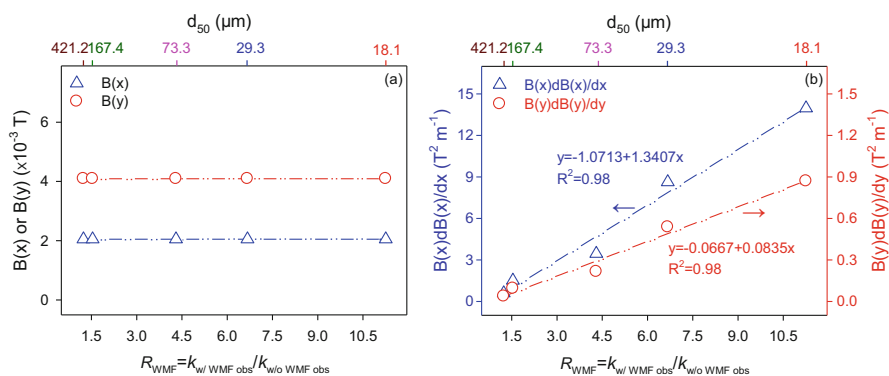 d50 (μm)
421.2 167.4 73.3 29.3 18.1
(a)
B(x)
B(y)
6
4
2
0
B(x) or B(y) (×10^-3 T)
1.5 3.0 4.5 6.0 7.5 9.0 10.5
RWMF=kw/ WMF obs/kw/o WMF obs
d50 (μm)
421.2 167.4 73.3 29.3 18.1
(b)
B(x)dB(x)/dx
B(y)dB(y)/dy
15
12
9
6
3
0
B(x)dB(x)/dx (T^2 m^-1)
y=-1.0713+1.3407x
R^2=0.98
y=-0.0667+0.0835x
R^2=0.98
1.5
1.2
0.9
0.6
0.3
0.0
B(y)dB(y)/dy (T^2 m^-1)
1.5 3.0 4.5 6.0 7.5 9.0 10.5
RWMF=kw/ WMF obs/kw/o WMF obs